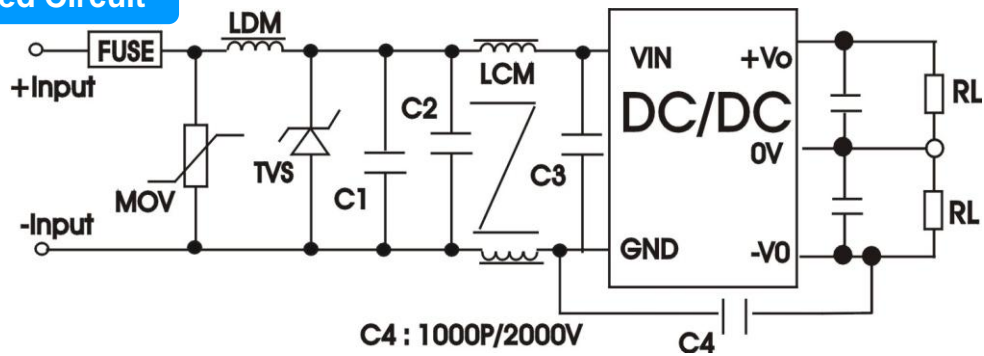 ed Circuit
LDM
FUSE
+Input
LCM
VIN
+Vo
DC/DC
0V
RL
C2
C1
C3
TVS
MOV
-Input
GND
-V0
RL
C4 : 1000P/2000V
C4